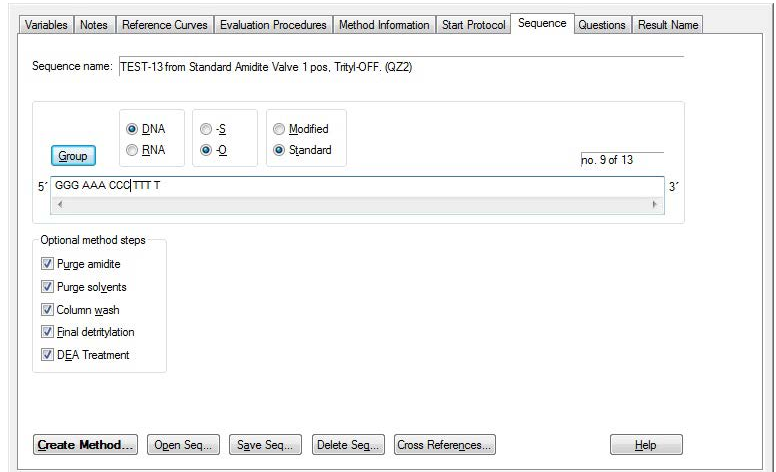 Variables Notes Reference Curves Evaluation Procedures Method Information Start Protocol Sequence Questions Result Name
Sequence name: TEST-13 from Standard Amidite Valve 1 pos, Trityl-OFF. (QZ2)
DNA -S Modified
Group RNA -O Standard no. 9 of 13
5´ GGG AAA CCC TTT T 3´
Optional method steps
Purge amidite
Purge solvents
Column wash
Final detritylation
DEA Treatment
Create Method... Open Seq... Save Seq... Delete Seq... Cross References... Help